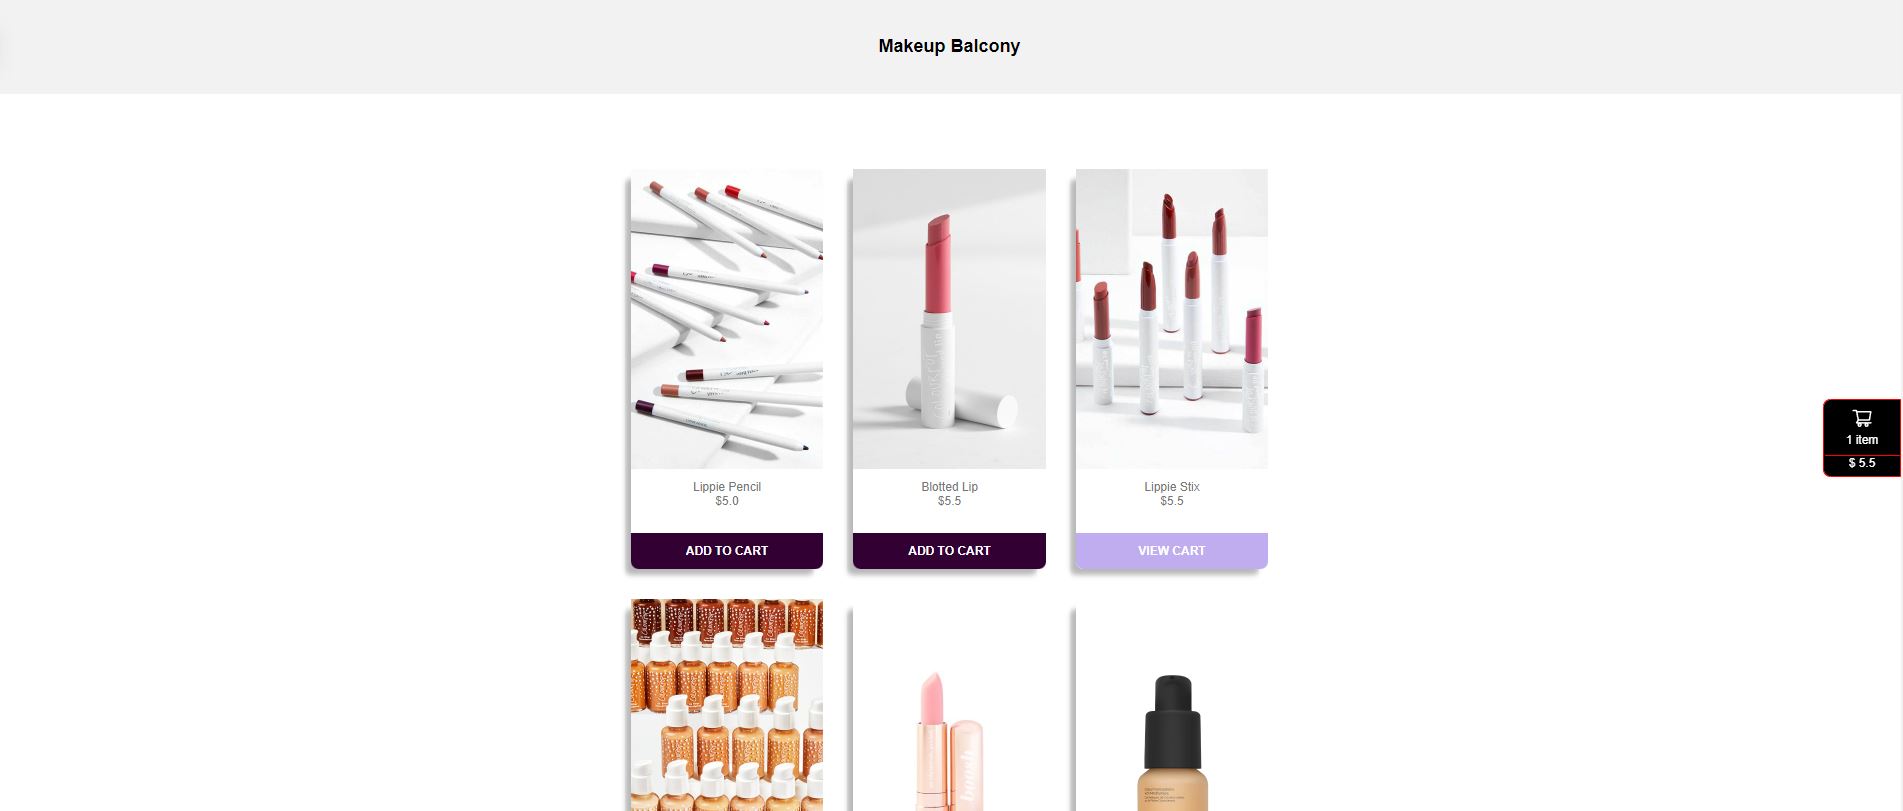 Makeup Balcony
Lippie Pencil
$5.0
ADD TO CART
Blotted Lip
$5.5
ADD TO CART
Lippie Stix
$5.5
VIEW CART
1 item
$ 5.5